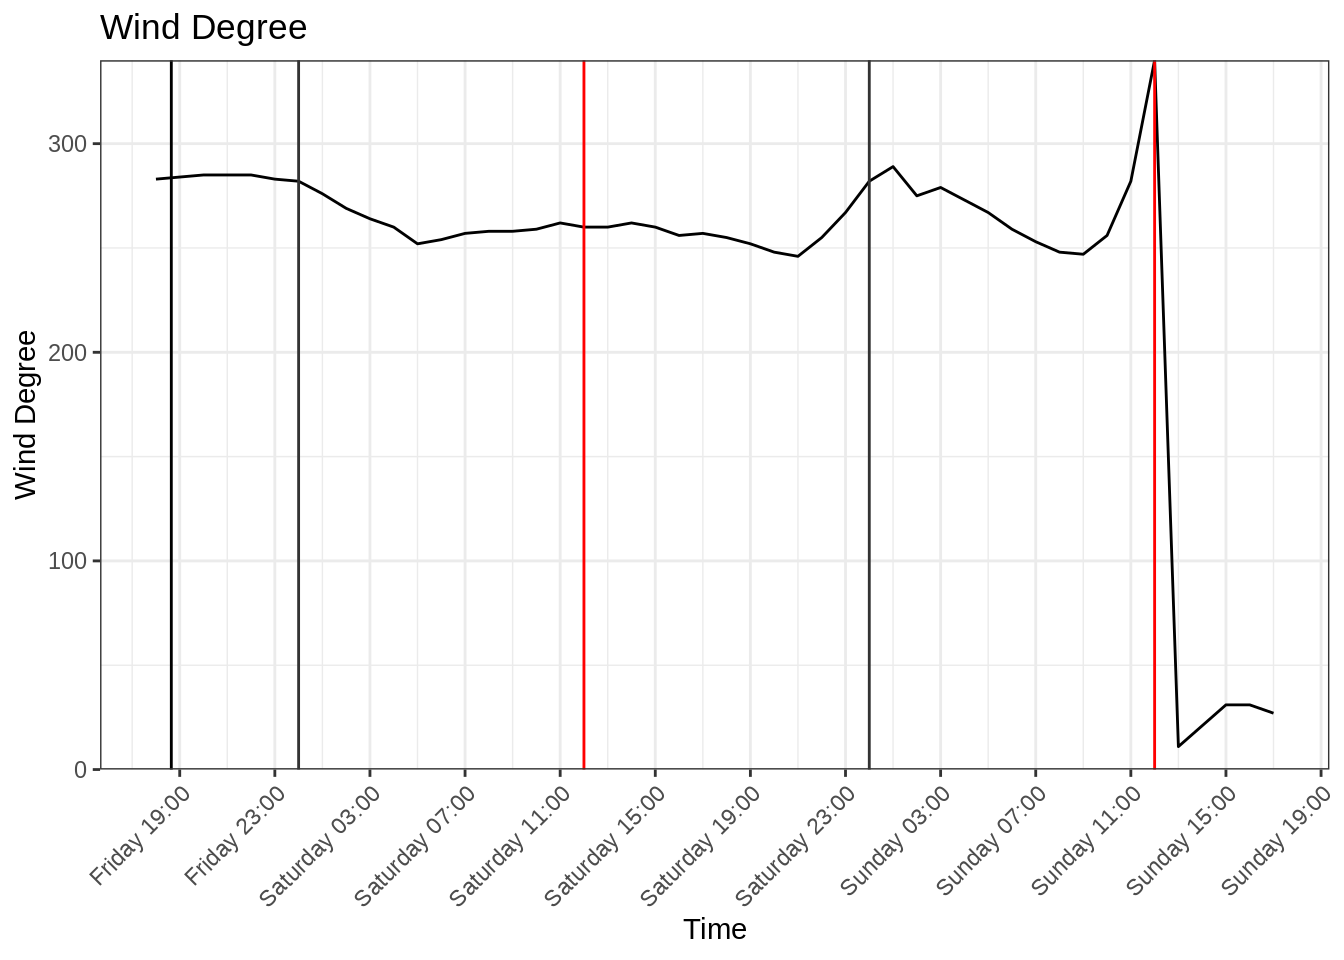 Wind Degree
Wind Degree
300
200
100
0
Friday 19:00
Friday 23:00
Saturday 03:00
Saturday 07:00
Saturday 11:00
Saturday 15:00
Saturday 19:00
Saturday 23:00
Sunday 03:00
Sunday 07:00
Sunday 11:00
Sunday 15:00
Sunday 19:00
Time